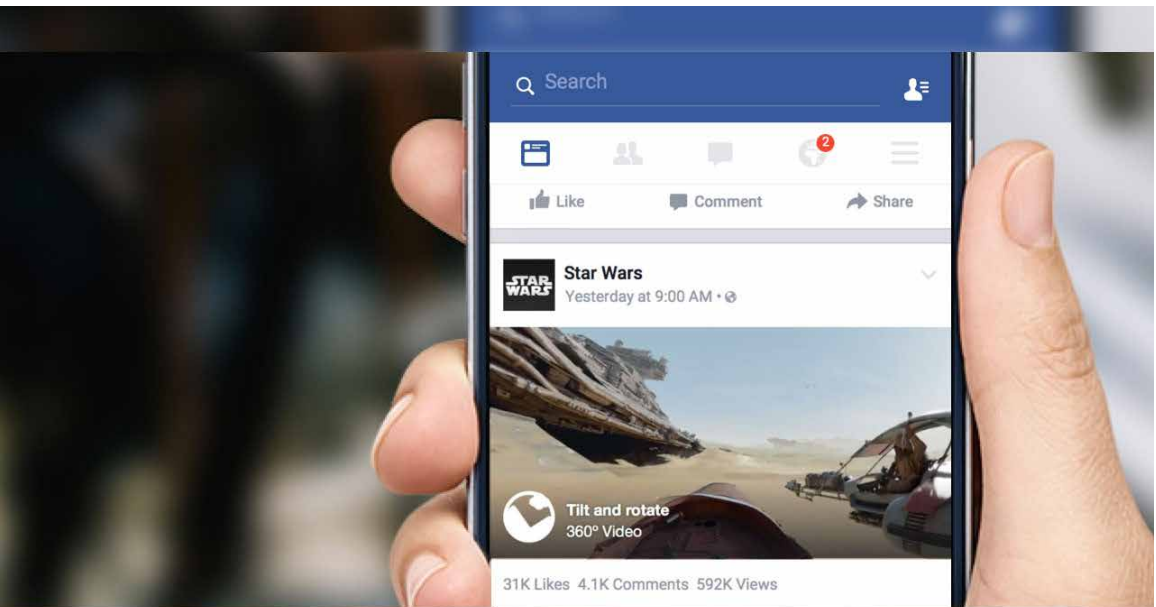 Search
2
Like Comment Share
STAR WARS
Star Wars
Yesterday at 9:00 AM
Tilt and rotate
360° Video
31K Likes 4.1K Comments 592K Views